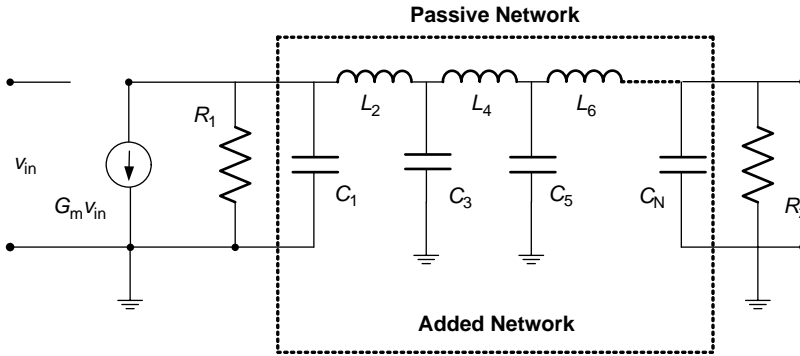 Passive Network
L2
L4
L6
R1
vin
Gmvin
C1
C3
C5
CN
Added Network